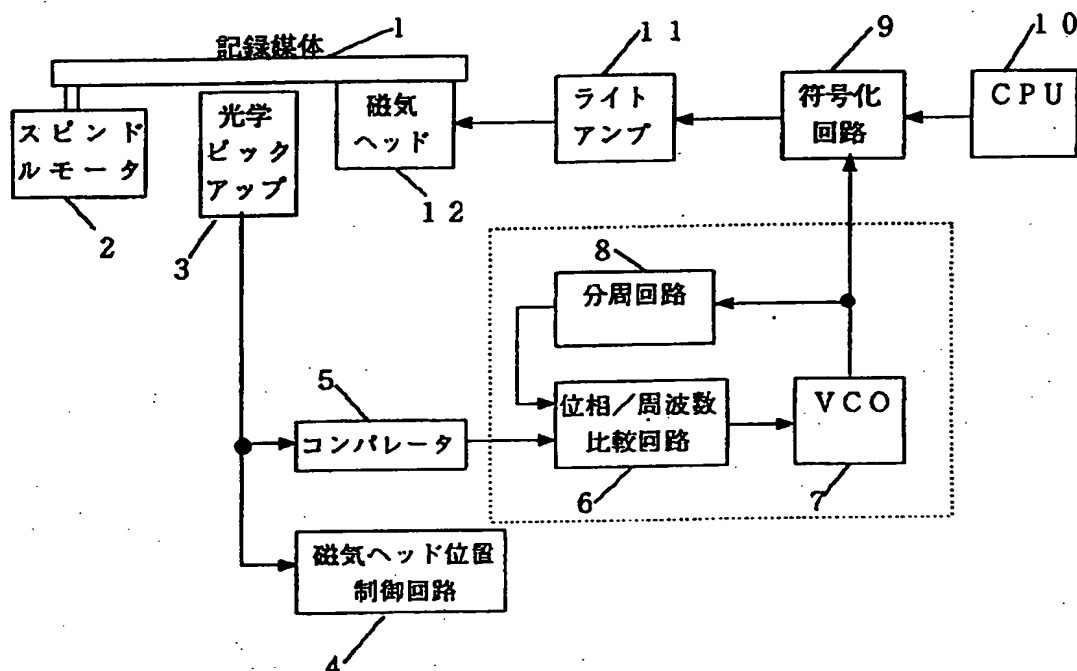 1
記録媒体
スピンド
ルモータ
2
光学
ピック
アップ
3
磁気
ヘッド
12
11
ライト
アンプ
9
符号化
回路
10
CPU
8
分周回路
5
コンパレータ
位相/周波数
比較回路
6
VCO
7
磁気ヘッド位置
制御回路
4